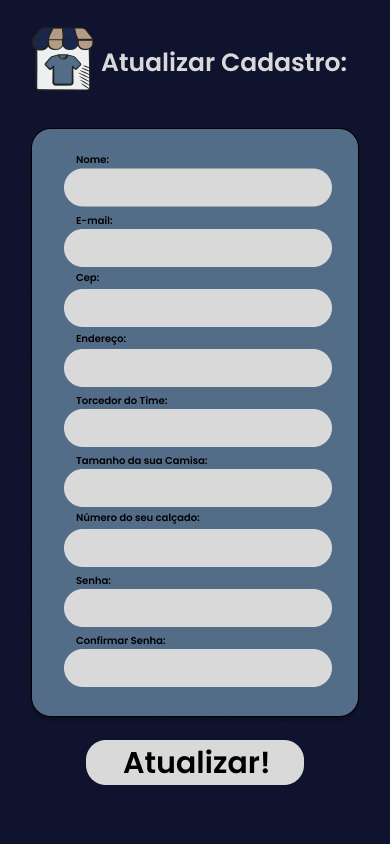 Atualizar Cadastro:
Nome:
E-mail:
Cep:
Endereço:
Torcedor do Time:
Tamanho da sua Camisa:
Número do seu calçado:
Senha:
Confirmar Senha:
Atualizar!